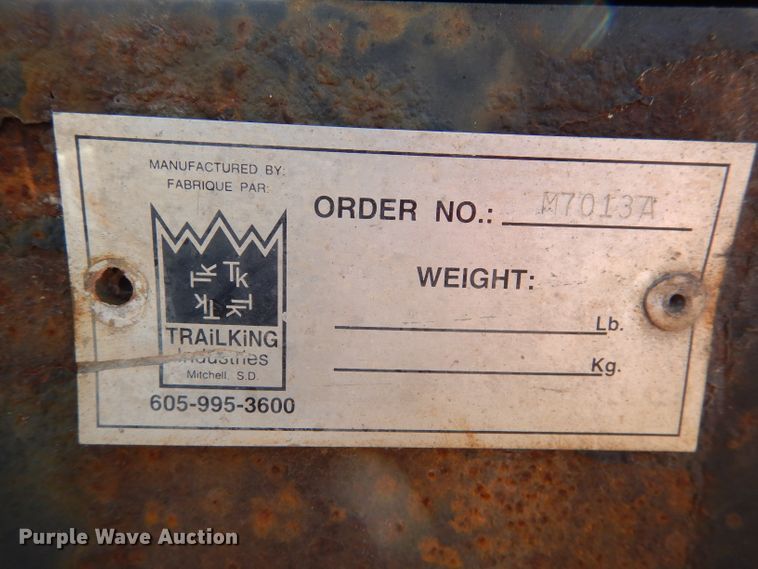 MANUFACTURED BY:
FABRIQUE PAR:
TK TK
TK TK
TRAiLKiNG
Industries
Mitchell, S.D.
605-995-3600
ORDER NO.: M7013A
WEIGHT:
Lb.
Kg.
Purple Wave Auction